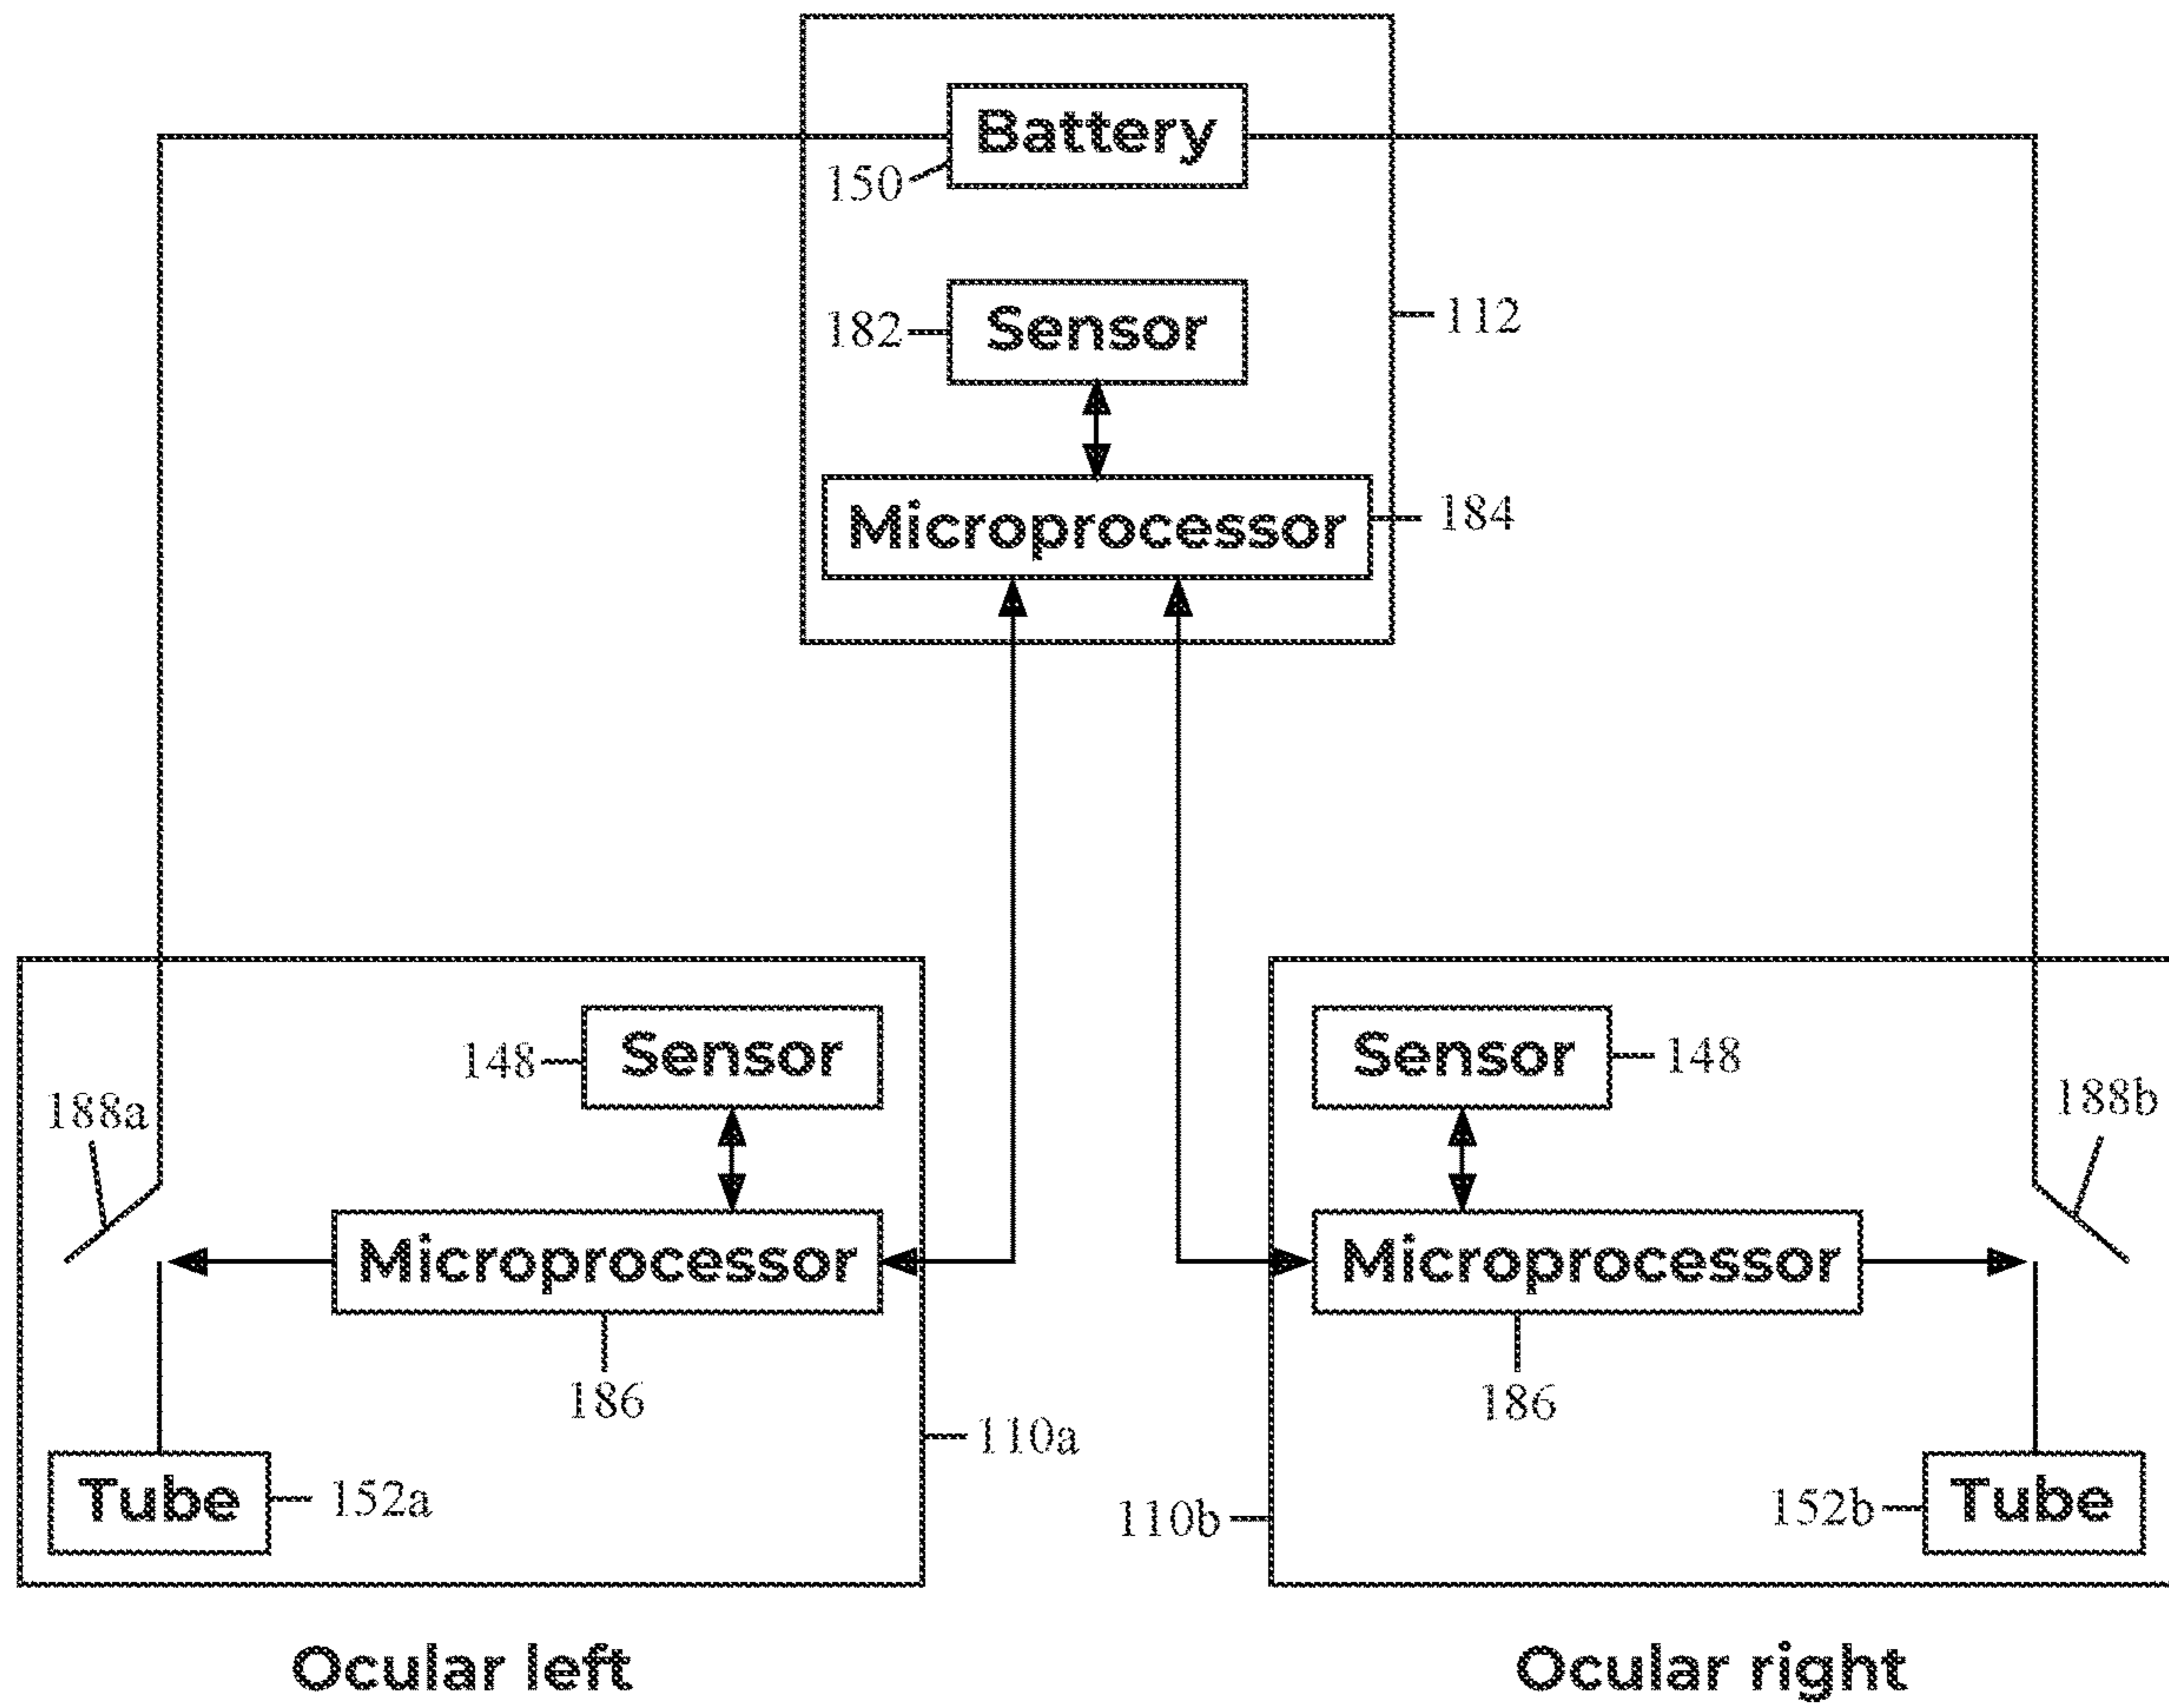 Battery
150
Sensor
182
112
Microprocessor
184
Sensor
148
188a
Microprocessor
186
110a
Tube
152a
Ocular left
Sensor
148
188b
Microprocessor
186
110b
152b
Tube
Ocular right